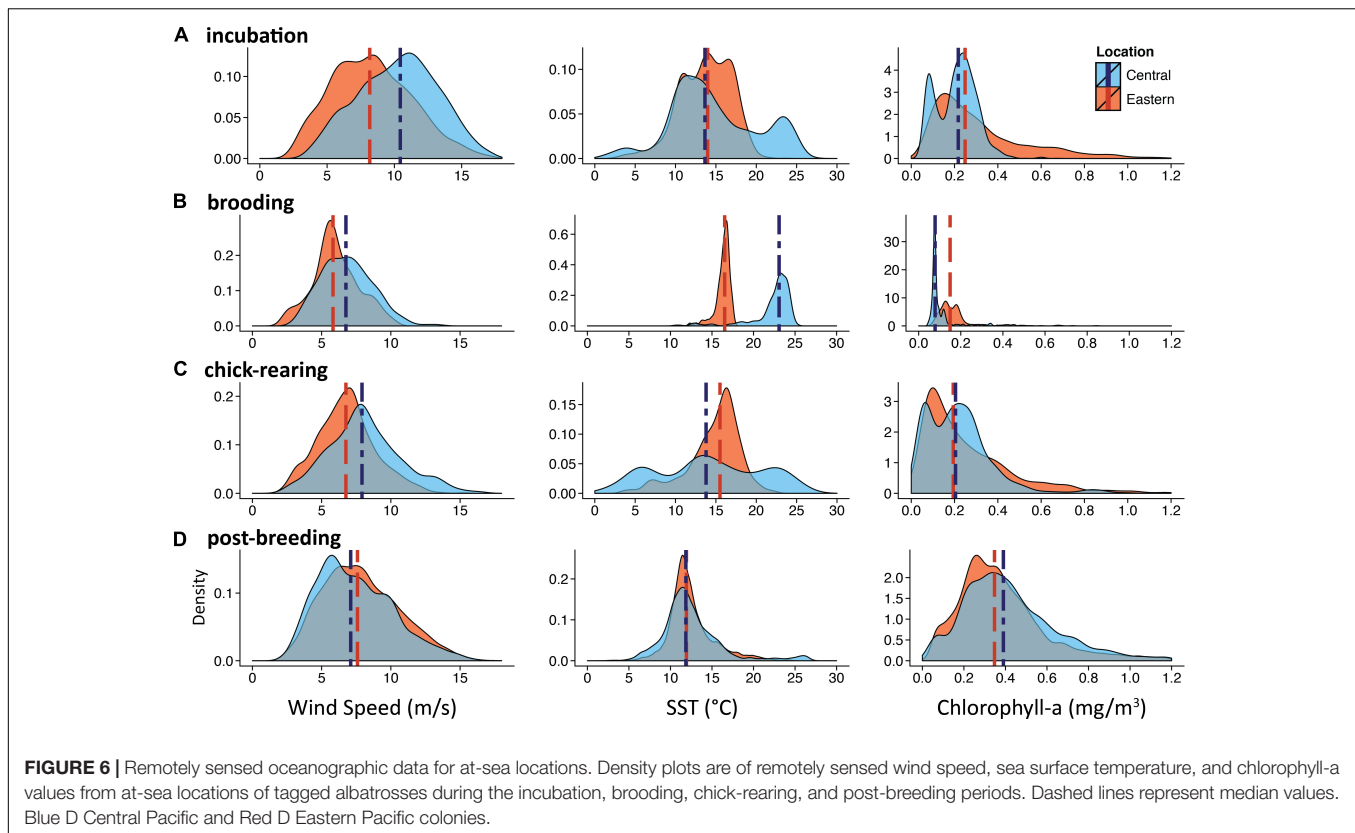 A incubation
0.10
0.05
0.00
0 5 10 15
0.10
0.05
0.00
0 5 10 15 20 25 30
4
3
2
1
0
0.0 0.2 0.4 0.6 0.8 1.0 1.2
Location
Central
Eastern
B brooding
0.2
0.1
0.0
0 5 10 15
0.6
0.4
0.2
0.0
0 5 10 15 20 25 30
30
20
10
0
0.0 0.2 0.4 0.6 0.8 1.0 1.2
C chick-rearing
0.2
0.1
0.0
0 5 10 15
0.15
0.10
0.05
0.00
0 5 10 15 20 25 30
3
2
1
0
0.0 0.2 0.4 0.6 0.8 1.0 1.2
D post-breeding
Density
0.1
0.0
0 5 10 15
0.2
0.1
0.0
0 5 10 15 20 25 30
2.0
1.5
1.0
0.5
0.0
0.0 0.2 0.4 0.6 0.8 1.0 1.2
Wind Speed (m/s)
SST (°C)
Chlorophyll-a (mg/m³)
FIGURE 6 | Remotely sensed oceanographic data for at-sea locations. Density plots are of remotely sensed wind speed, sea surface temperature, and chlorophyll-a
values from at-sea locations of tagged albatrosses during the incubation, brooding, chick-rearing, and post-breeding periods. Dashed lines represent median values.
Blue D Central Pacific and Red D Eastern Pacific colonies.